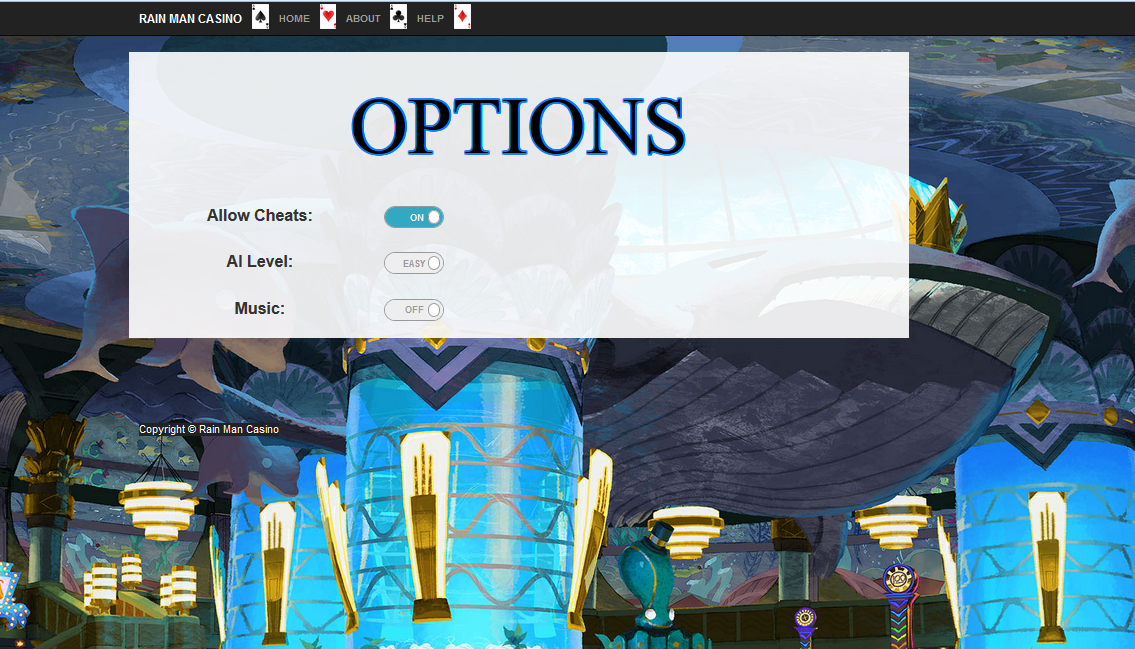 RAIN MAN CASINO HOME ABOUT HELP
OPTIONS
Allow Cheats: ON
AI Level: EASY
Music: OFF
Copyright © Rain Man Casino